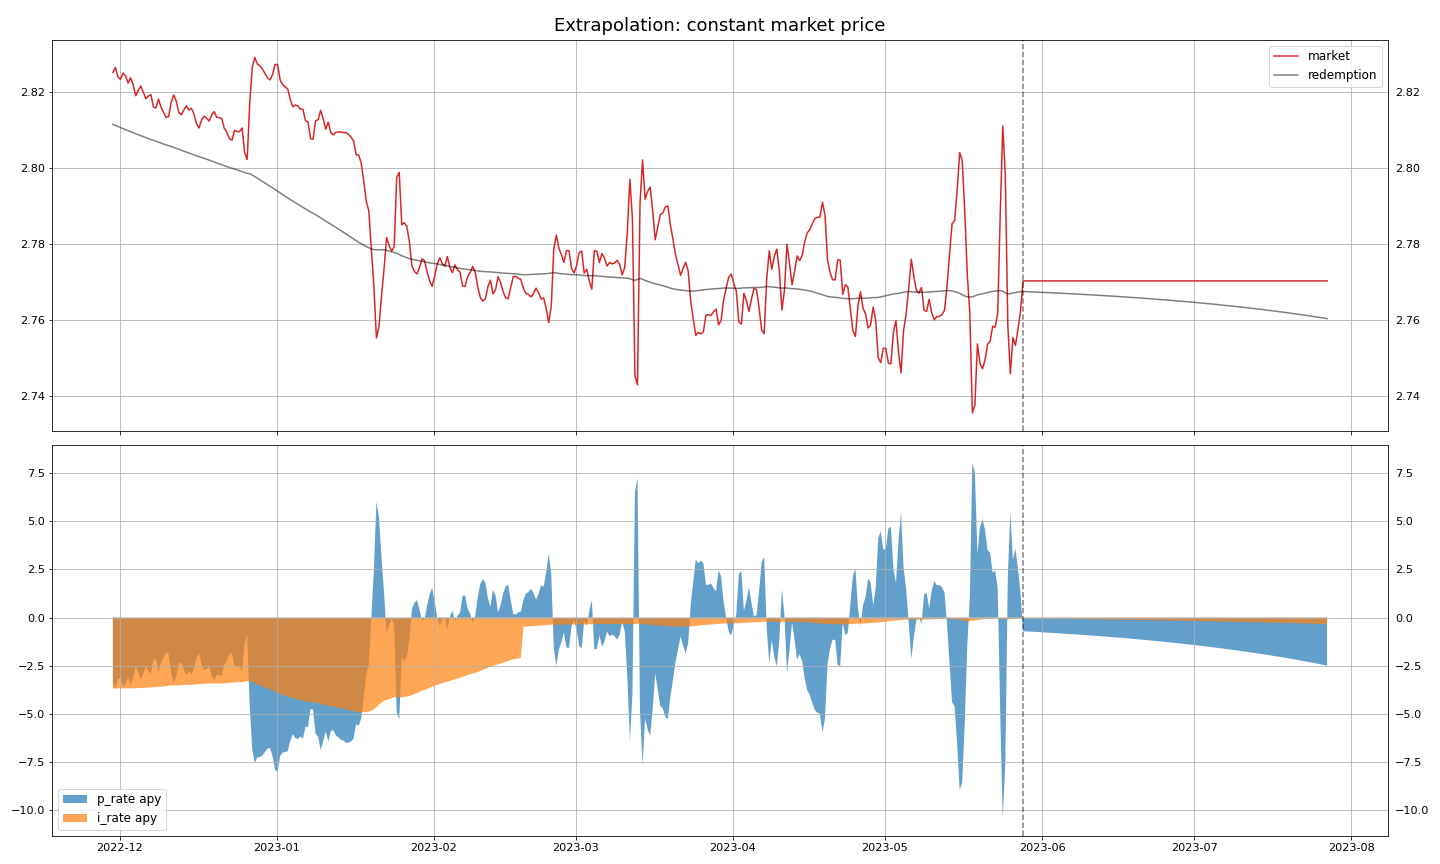 Extrapolation: constant market price
market
redemption
2.82 2.82
2.80 2.80
2.78 2.78
2.76 2.76
2.74 2.74
7.5 7.5
5.0 5.0
2.5 2.5
0.0 0.0
−2.5 −2.5
−5.0 −5.0
−7.5 −7.5
−10.0 −10.0
p_rate apy
i_rate apy
2022-12 2023-01 2023-02 2023-03 2023-04 2023-05 2023-06 2023-07 2023-08